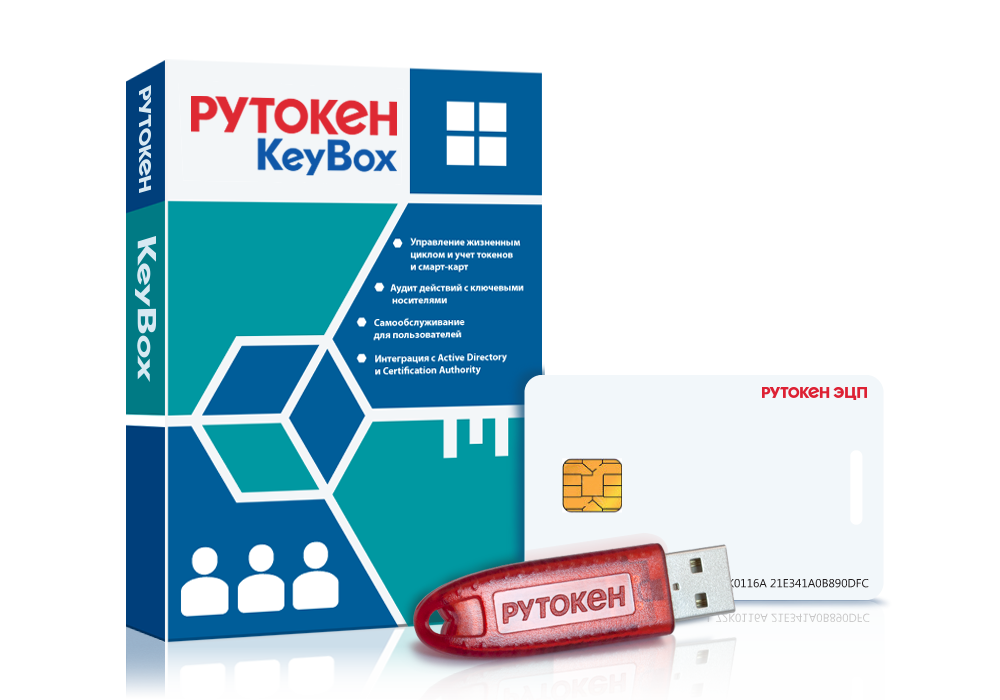 РУТОКЕН
KeyBox
РУТОКЕН
KeyBox
Управление жизненным
циклом и учет токенов
и смарт-карт
Аудит действий с ключевыми
носителями
Самообслуживание
для пользователей
Интеграция с Active Directory
и Certification Authority
РУТОКЕН ЭЦП
K0116A 21E341A0B890DFC
РУТОКЕН